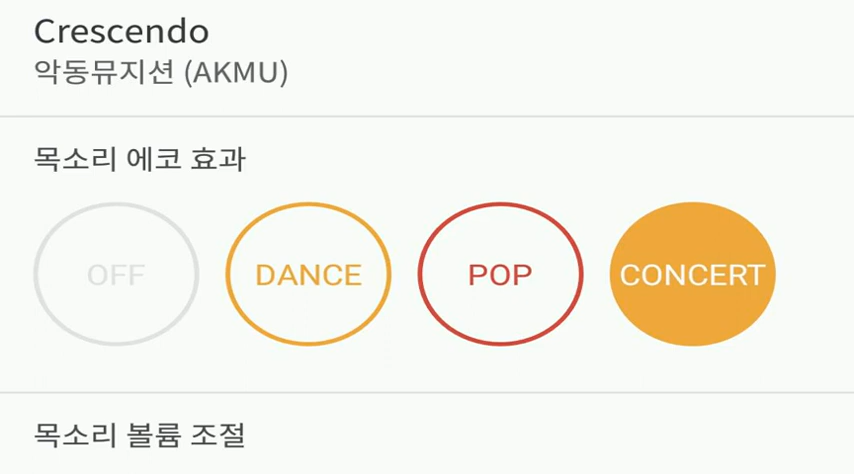 Crescendo
악동뮤지션 (AKMU)
목소리 에코 효과
OFF DANCE POP CONCERT
목소리 볼륨 조절